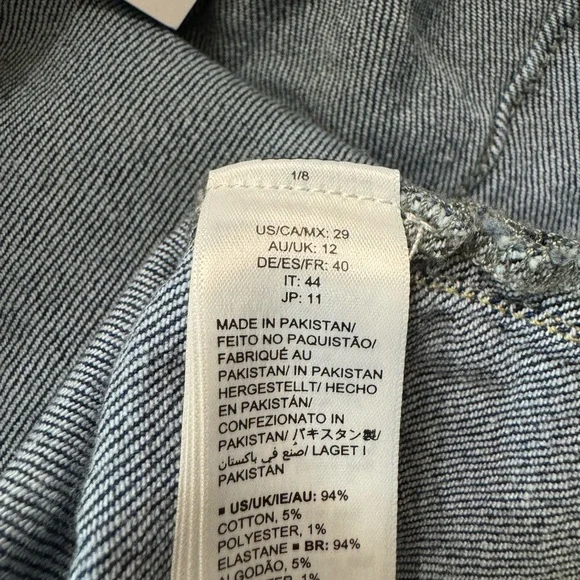 1/8
US/CA/MX: 29
AU/UK: 12
DE/ES/FR: 40
IT: 44
JP: 11
MADE IN PAKISTAN/
FEITO NO PAQUISTÃO/
FABRIQUÉ AU
PAKISTAN/ IN PAKISTAN
HERGESTELLT/ HECHO
EN PAKISTÁN/
CONFEZIONATO IN
PAKISTAN/ パキスタン製/
صُنع في باكستان/ LAGET I
PAKISTAN
■ US/UK/IE/AU: 94%
COTTON, 5%
POLYESTER, 1%
ELASTANE ■ BR: 94%
ALGODÃO, 5%